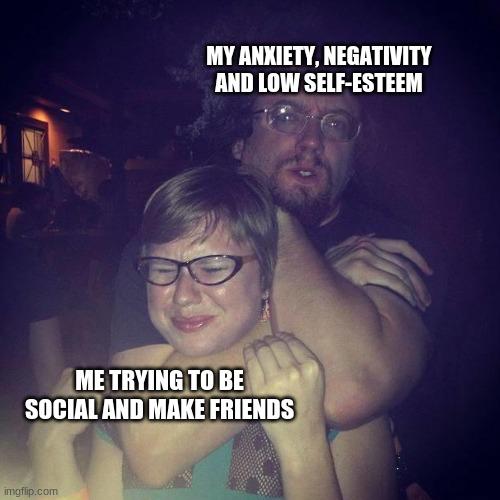 MY ANXIETY, NEGATIVITY
AND LOW SELF-ESTEEM
ME TRYING TO BE
SOCIAL AND MAKE FRIENDS
imgflip.com